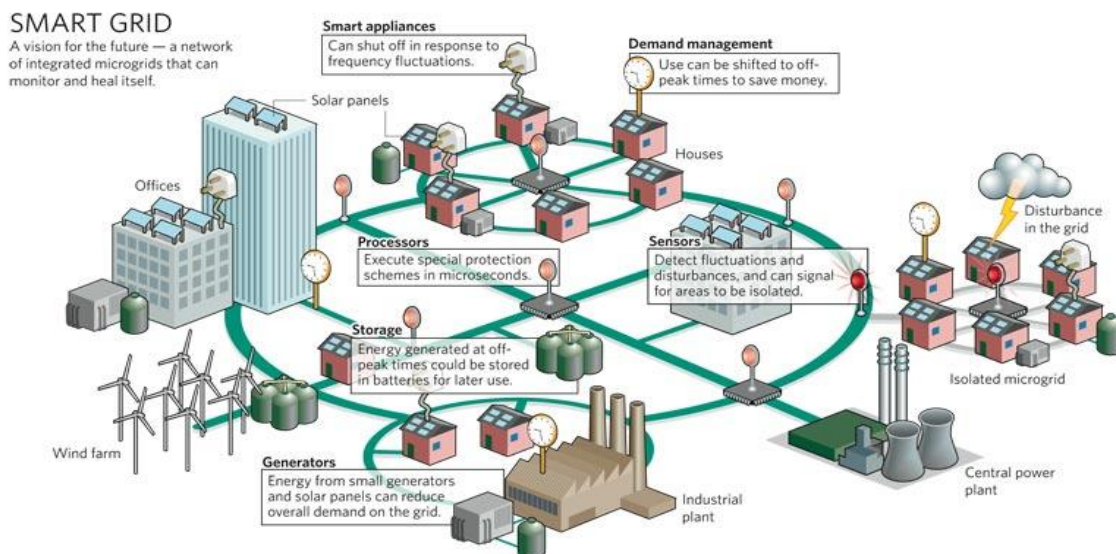 SMART GRID
A vision for the future — a network
of integrated microgrids that can
monitor and heal itself.
Smart appliances
Can shut off in response to
frequency fluctuations.
Demand management
Use can be shifted to off-
peak times to save money.
Solar panels
Houses
Offices
Disturbance
in the grid
Processors
Execute special protection
schemes in microseconds.
Sensors
Detect fluctuations and
disturbances, and can signal
for areas to be isolated.
Storage
Energy generated at off-
peak times could be stored
in batteries for later use.
Isolated microgrid
Wind farm
Generators
Energy from small generators
and solar panels can reduce
overall demand on the grid.
Industrial
plant
Central power
plant